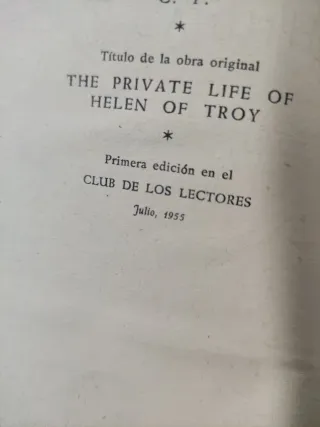 *
Título de la obra original
THE PRIVATE LIFE OF
HELEN OF TROY
*
Primera edición en el
CLUB DE LOS LECTORES
Julio, 1955